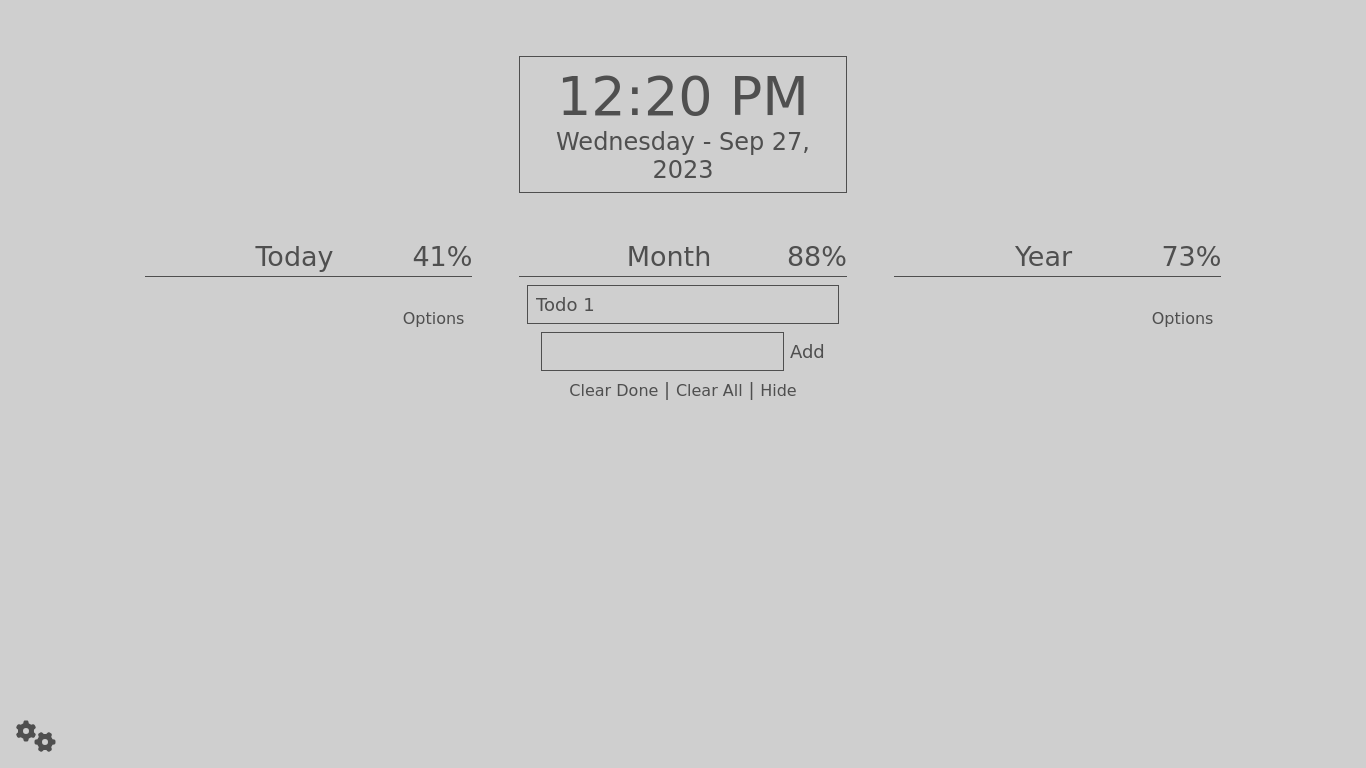 12:20 PM
Wednesday - Sep 27,
2023
Today 41%
Options
Month 88%
Todo 1
Add
Clear Done | Clear All | Hide
Year 73%
Options